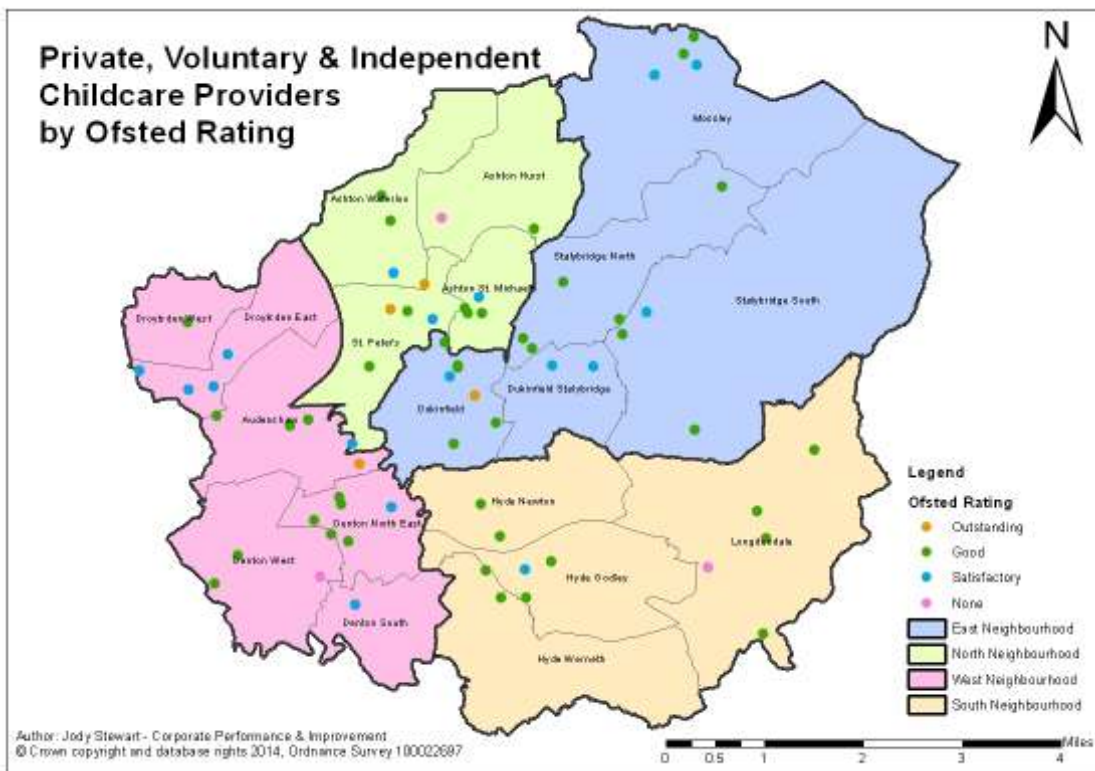 Private, Voluntary & Independent
Childcare Providers
by Ofsted Rating
N
Mossley
Ashton Hurst
Ashton Waterloo
Stalybridge North
Ashton St. Michaels
Stalybridge South
Droylsden West
Droylsden East
St. Peter's
Dukinfield Stalybridge
Dukinfield
Audenshaw
Hyde Newton
Denton North East
Longdendale
Denton West
Hyde Godley
Denton South
Hyde Werneth
Legend
Ofsted Rating
Outstanding
Good
Satisfactory
None
East Neighbourhood
North Neighbourhood
West Neighbourhood
South Neighbourhood
Author: Jody Stewart - Corporate Performance & Improvement
© Crown copyright and database rights 2014, Ordnance Survey 100022697
Miles
0 0.5 1 2 3 4